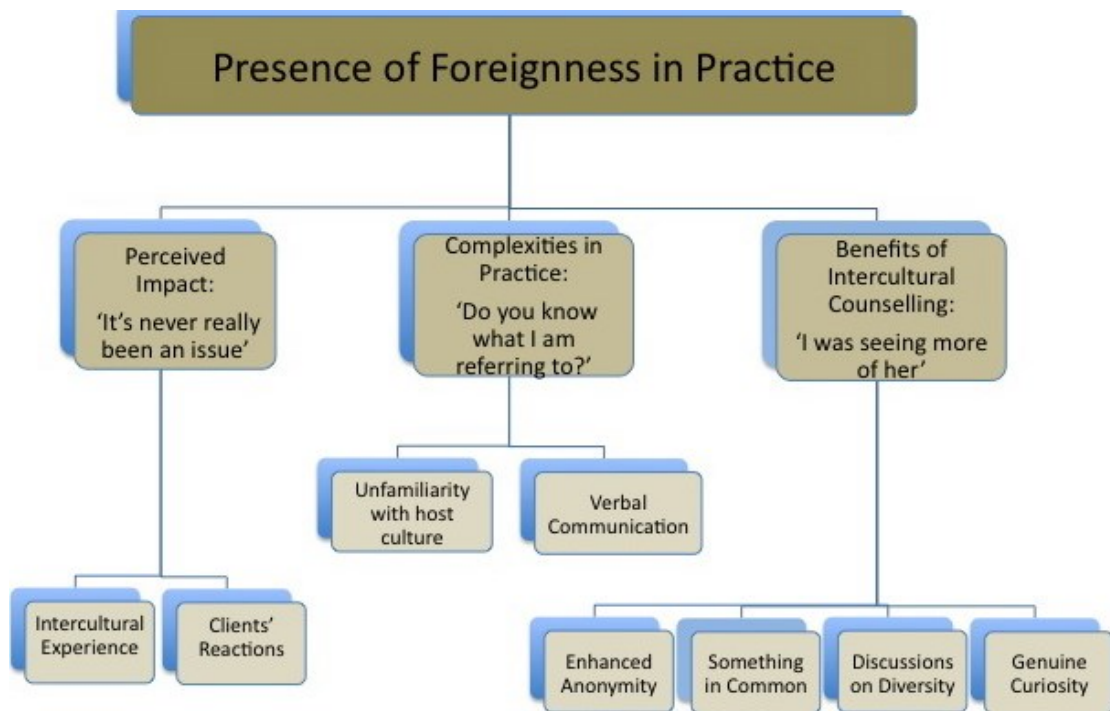 Presence of Foreignness in Practice
Perceived
Impact:
‘It’s never really
been an issue’
Complexities in
Practice:
‘Do you know
what I am
referring to?’
Benefits of
Intercultural
Counselling:
‘I was seeing more
of her’
Unfamiliarity
with host
culture
Verbal
Communication
Intercultural
Experience
Clients’
Reactions
Enhanced
Anonymity
Something
in Common
Discussions
on Diversity
Genuine
Curiosity